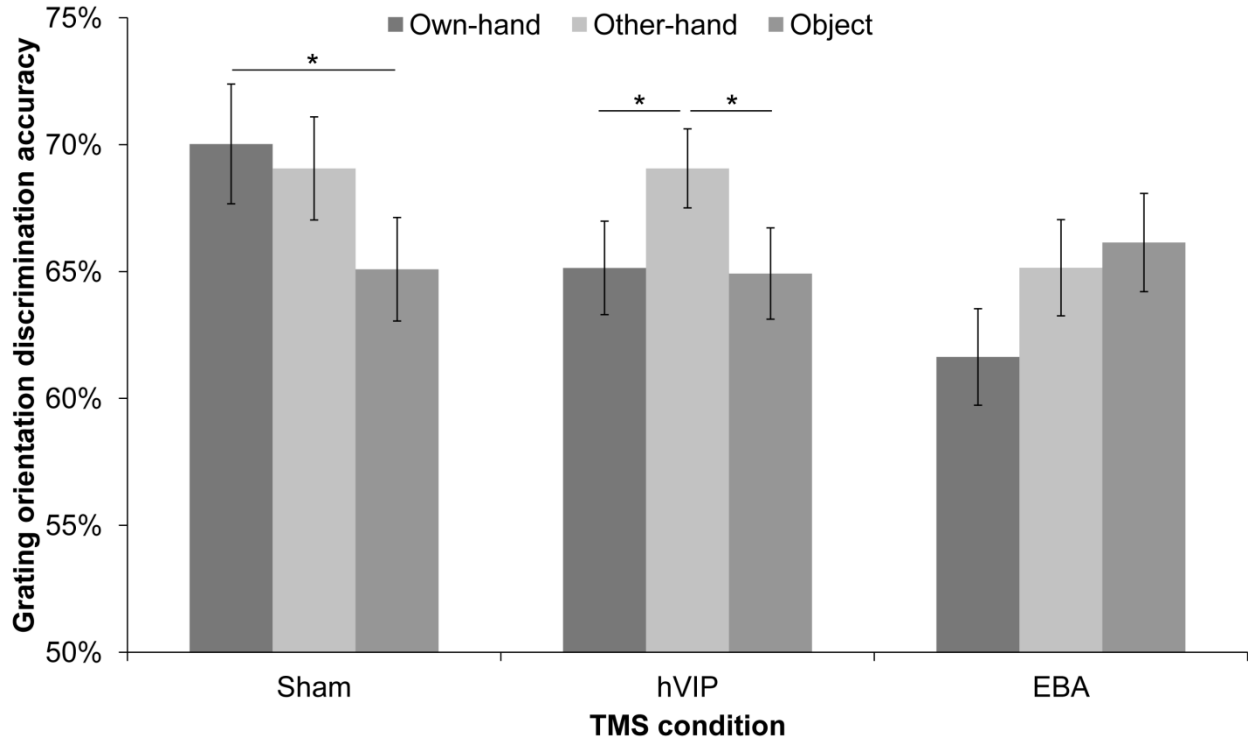 Own-hand Other-hand Object
75%
70%
65%
60%
55%
50%
Grating orientation discrimination accuracy
*
* *
Sham hVIP EBA
TMS condition